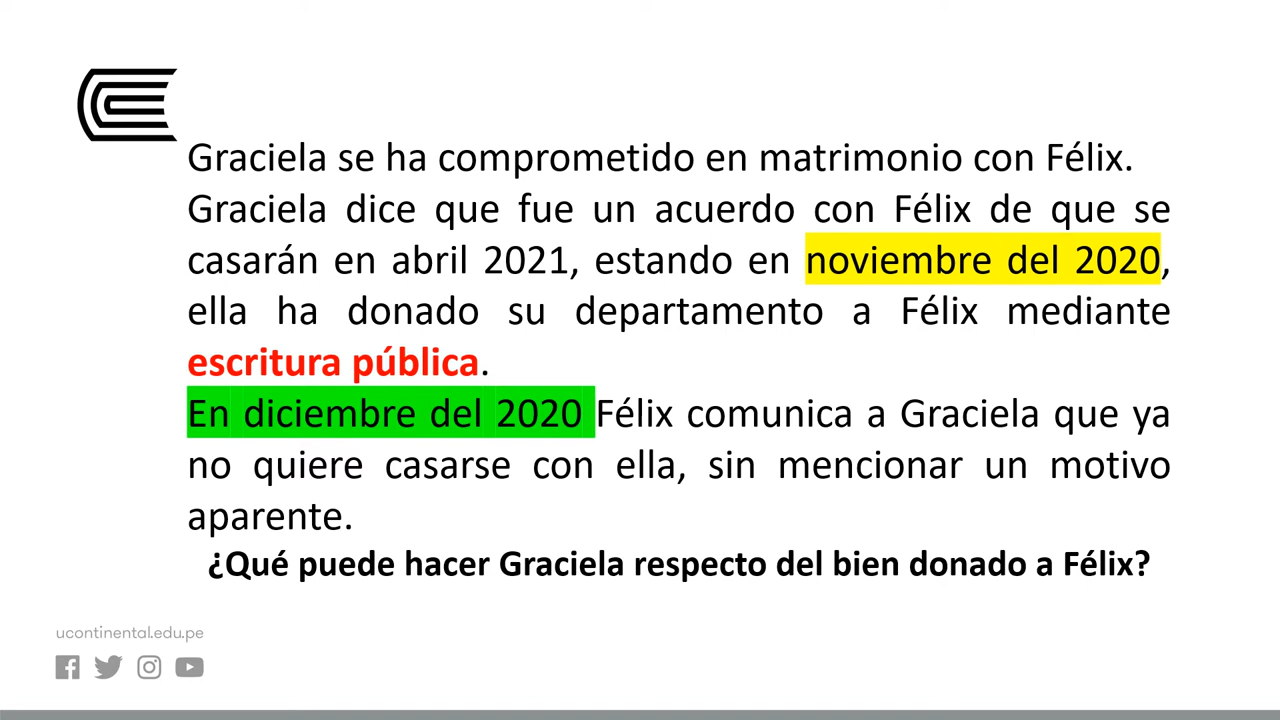 Graciela se ha comprometido en matrimonio con Félix.
Graciela dice que fue un acuerdo con Félix de que se
casarán en abril 2021, estando en noviembre del 2020,
ella ha donado su departamento a Félix mediante
escritura pública.
En diciembre del 2020 Félix comunica a Graciela que ya
no quiere casarse con ella, sin mencionar un motivo
aparente.
¿Qué puede hacer Graciela respecto del bien donado a Félix?
ucontinental.edu.pe